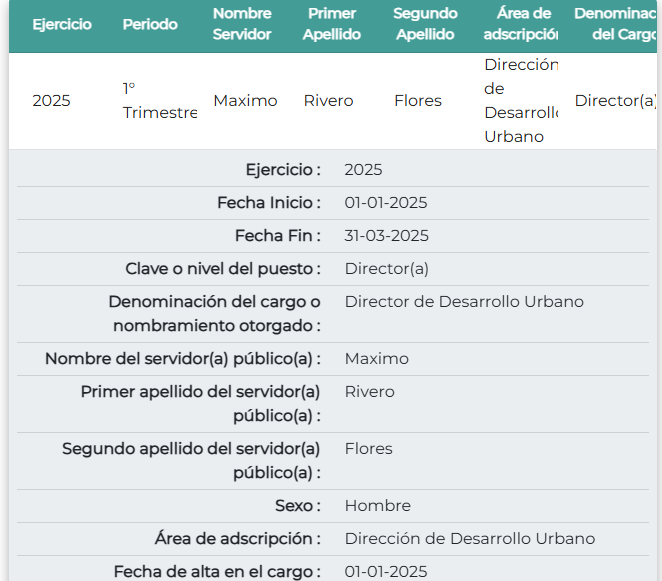 Ejercicio Periodo Nombre Servidor Primer Apellido Segundo Apellido Área de adscripción Denominac del Cargo
2025 1° Trimestre Maximo Rivero Flores Dirección de Desarrollo Urbano Director(a)
Ejercicio : 2025
Fecha Inicio : 01-01-2025
Fecha Fin : 31-03-2025
Clave o nivel del puesto : Director(a)
Denominación del cargo o Director de Desarrollo Urbano
nombramiento otorgado :
Nombre del servidor(a) público(a) : Maximo
Primer apellido del servidor(a) Rivero
público(a) :
Segundo apellido del servidor(a) Flores
público(a) :
Sexo : Hombre
Área de adscripción : Dirección de Desarrollo Urbano
Fecha de alta en el cargo : 01-01-2025